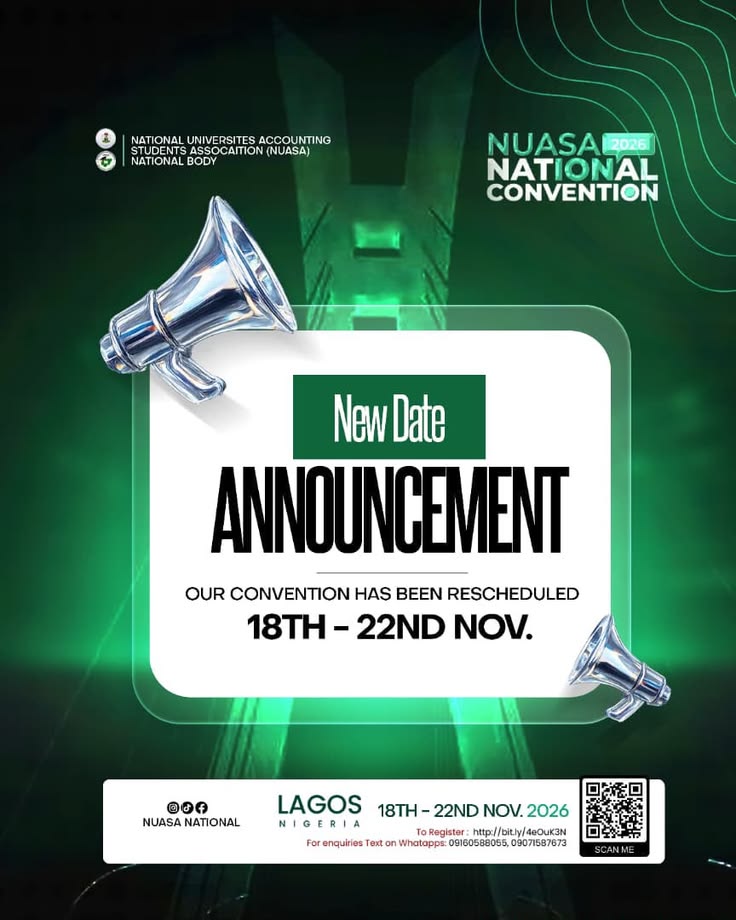 NATIONAL UNIVERSITES ACCOUNTING
STUDENTS ASSOCAITION (NUASA)
NATIONAL BODY
NUASA 2026
NATIONAL
CONVENTION
New Date
ANNOUNCEMENT
OUR CONVENTION HAS BEEN RESCHEDULED
18TH – 22ND NOV.
NUASA NATIONAL
LAGOS
NIGERIA
18TH – 22ND NOV. 2026
To Register : http://bit.ly/4eOuK3N
For enquiries Text on Whatapps: 09160588055, 09071587673
SCAN ME